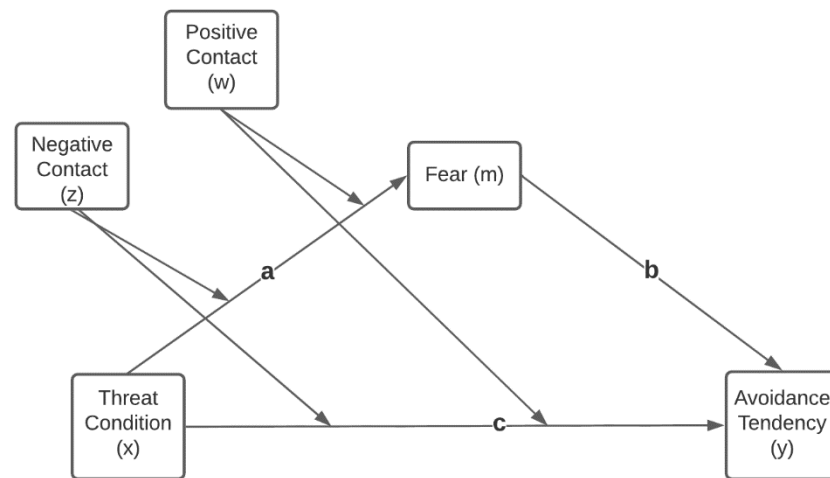 Positive
Contact
(w)
Negative
Contact
(z)
Fear (m)
a
b
Threat
Condition
(x)
c
Avoidance
Tendency
(y)